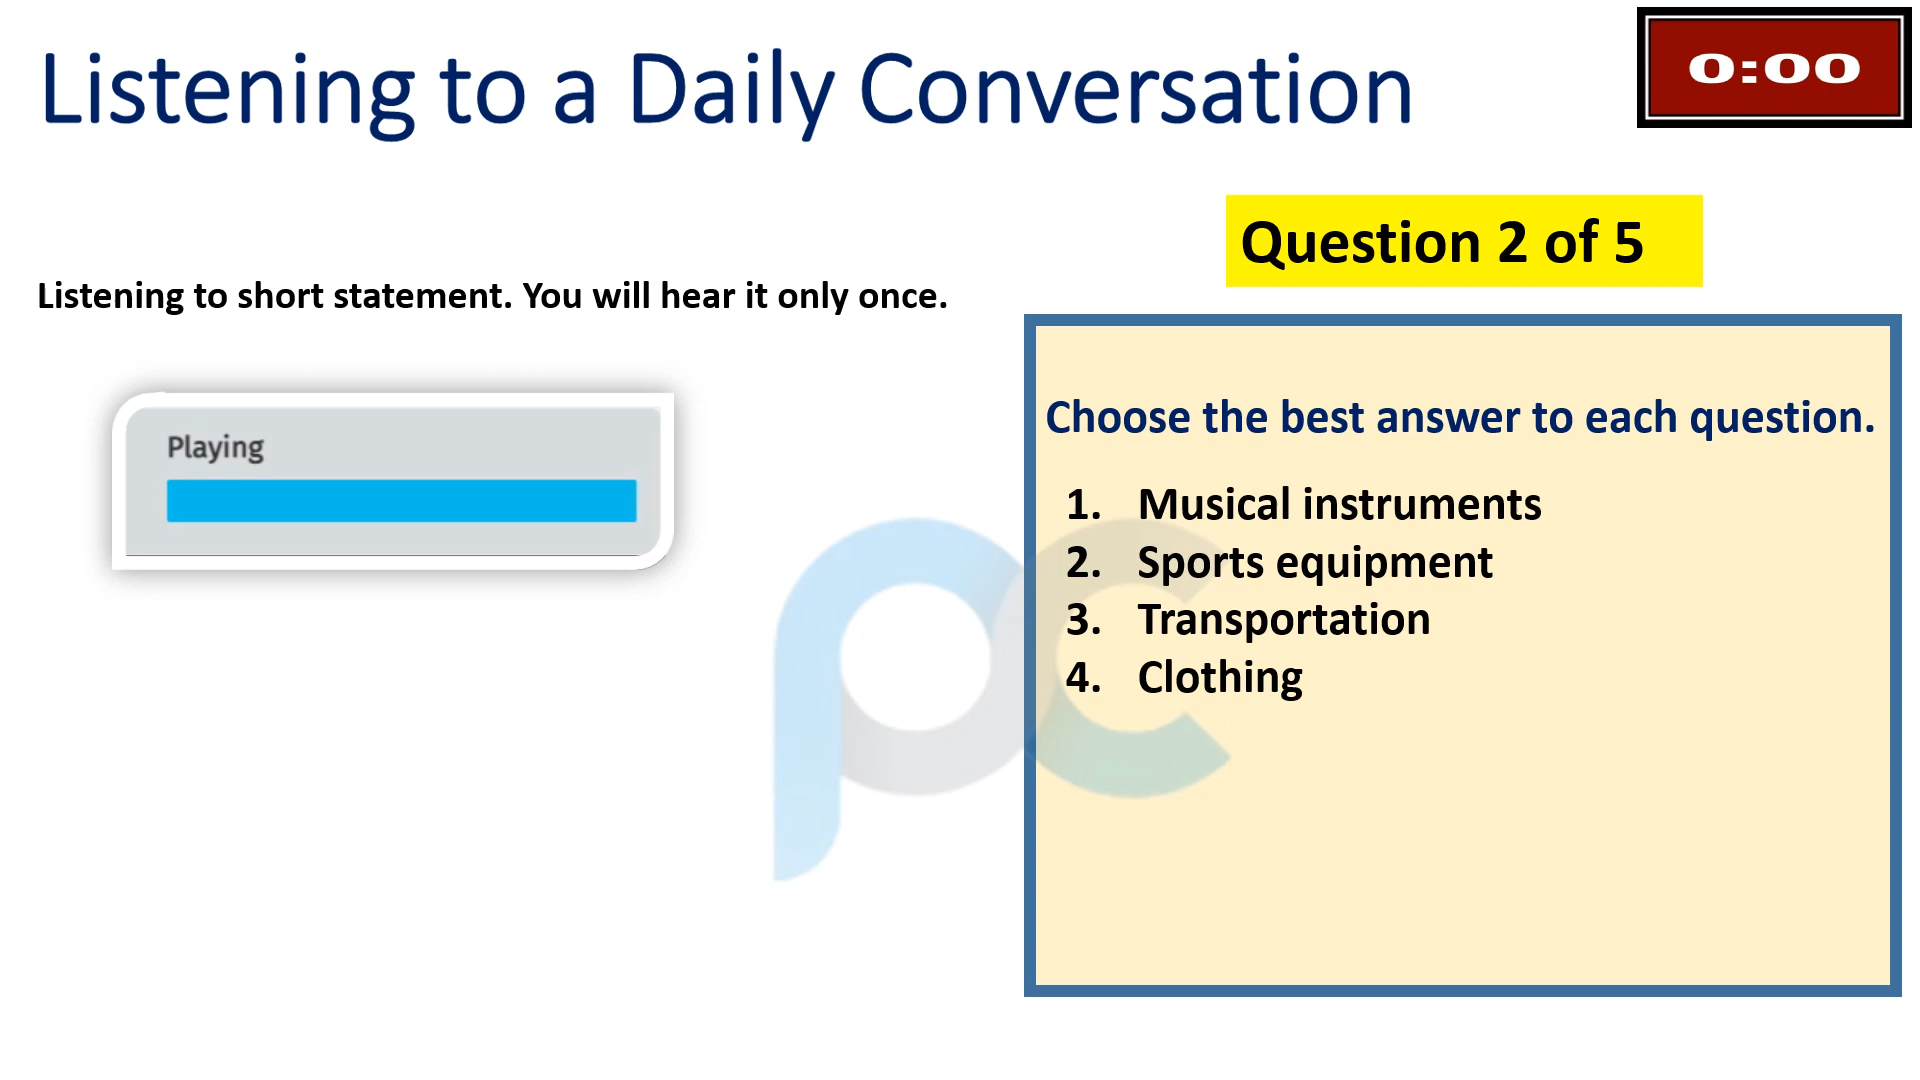 Listening to a Daily Conversation
0:00
Question 2 of 5
Listening to short statement. You will hear it only once.
Playing
Choose the best answer to each question.
1. Musical instruments
2. Sports equipment
3. Transportation
4. Clothing
pc